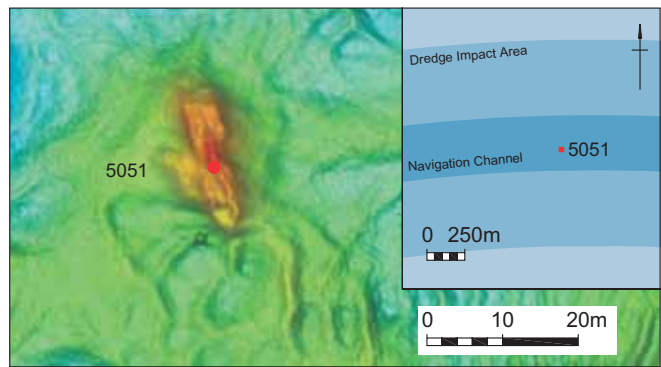 5051
Dredge Impact Area
Navigation Channel
5051
0 250m
0 10 20m